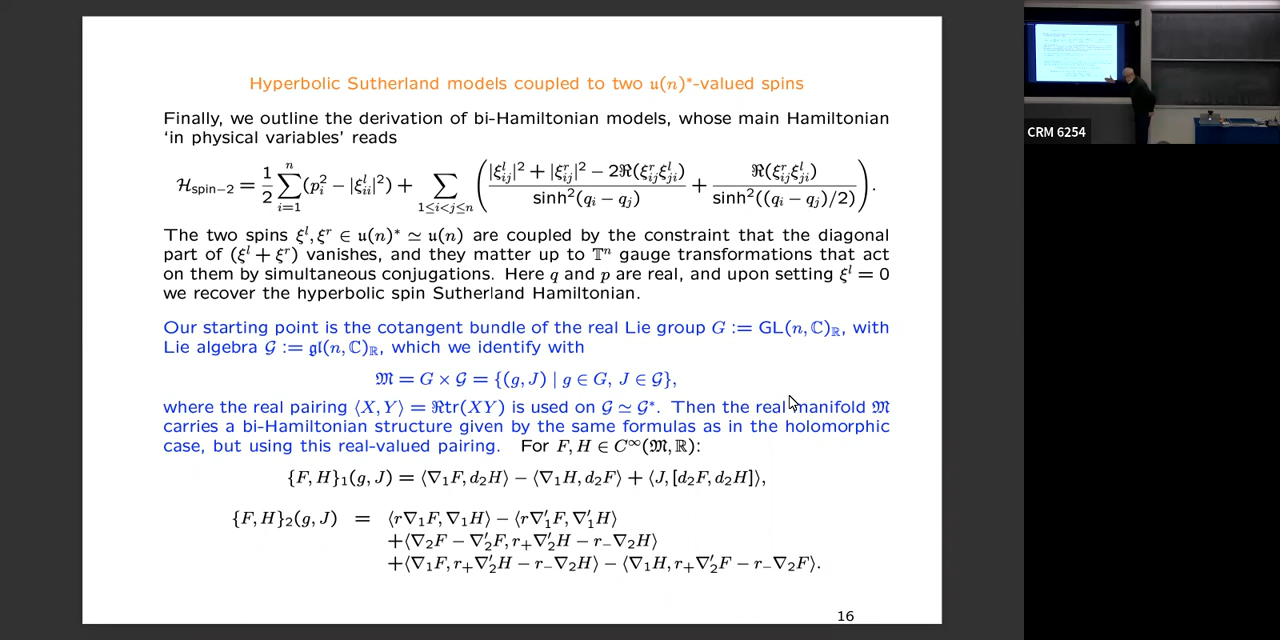 Hyperbolic Sutherland models coupled to two 𝔲(n)*-valued spins
Finally, we outline the derivation of bi-Hamiltonian models, whose main Hamiltonian
'in physical variables' reads
ℋ_{spin−2} = \frac{1}{2} \sum_{i=1}^{n} (p_i^2 − |ξ_{ii}^l|^2) + \sum_{1≤i<j≤n} \left( \frac{|ξ_{ij}^l|^2 + |ξ_{ij}^r|^2 − 2ℜ(ξ_{ij}^r ξ_{ji}^l)}{sinh^2(q_i − q_j)} + \frac{ℜ(ξ_{ij}^r ξ_{ji}^l)}{sinh^2((q_i − q_j)/2)} \right).
The two spins ξ^l, ξ^r ∈ 𝔲(n)* ≃ 𝔲(n) are coupled by the constraint that the diagonal
part of (ξ^l + ξ^r) vanishes, and they matter up to 𝕋^n gauge transformations that act
on them by simultaneous conjugations. Here q and p are real, and upon setting ξ^l = 0
we recover the hyperbolic spin Sutherland Hamiltonian.
Our starting point is the cotangent bundle of the real Lie group G := GL(n, ℂ)_ℝ, with
Lie algebra 𝒢 := 𝔤𝔩(n, ℂ)_ℝ, which we identify with
𝔐 = G × 𝒢 = {(g, J) | g ∈ G, J ∈ 𝒢},
where the real pairing ⟨X, Y⟩ = ℜtr(XY) is used on 𝒢 ≃ 𝒢*. Then the real manifold 𝔐
carries a bi-Hamiltonian structure given by the same formulas as in the holomorphic
case, but using this real-valued pairing. For F, H ∈ C^∞(𝔐, ℝ):
{F, H}_1(g, J) = ⟨∇_1F, d_2H⟩ − ⟨∇_1H, d_2F⟩ + ⟨J, [d_2F, d_2H]⟩,
{F, H}_2(g, J) = ⟨r∇_1F, ∇_1H⟩ − ⟨r∇'_1F, ∇'_1H⟩
+⟨∇_2F − ∇'_2F, r_+∇'_2H − r_−∇_2H⟩
+⟨∇_1F, r_+∇'_2H − r_−∇_2H⟩ − ⟨∇_1H, r_+∇'_2F − r_−∇_2F⟩.
16
CRM 6254